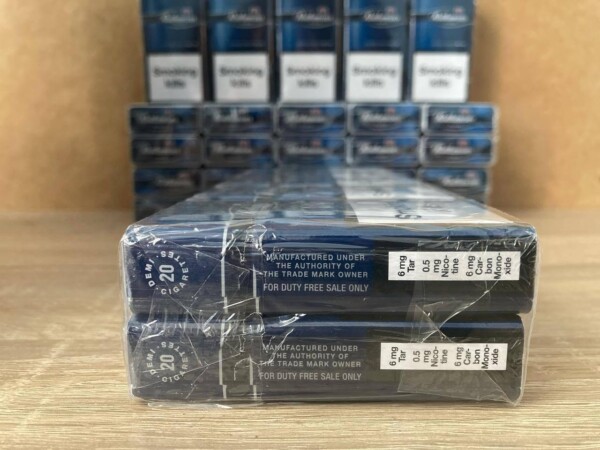 Smoking
kills
Smoking
kills
Smoking
kills
Smoking
kills
Smoking
kills
DEMI
20
CIGARETTES
MANUFACTURED UNDER
THE AUTHORITY OF
THE TRADE MARK OWNER
FOR DUTY FREE SALE ONLY
6 mg
Tar
0.5
mg
Nico-
tine
6 mg
Car-
bon
Mono-
xide
DEMI
20
CIGARETTES
MANUFACTURED UNDER
THE AUTHORITY OF
THE TRADE MARK OWNER
FOR DUTY FREE SALE ONLY
6 mg
Tar
0.5
mg
Nico-
tine
6 mg
Car-
bon
Mono-
xide